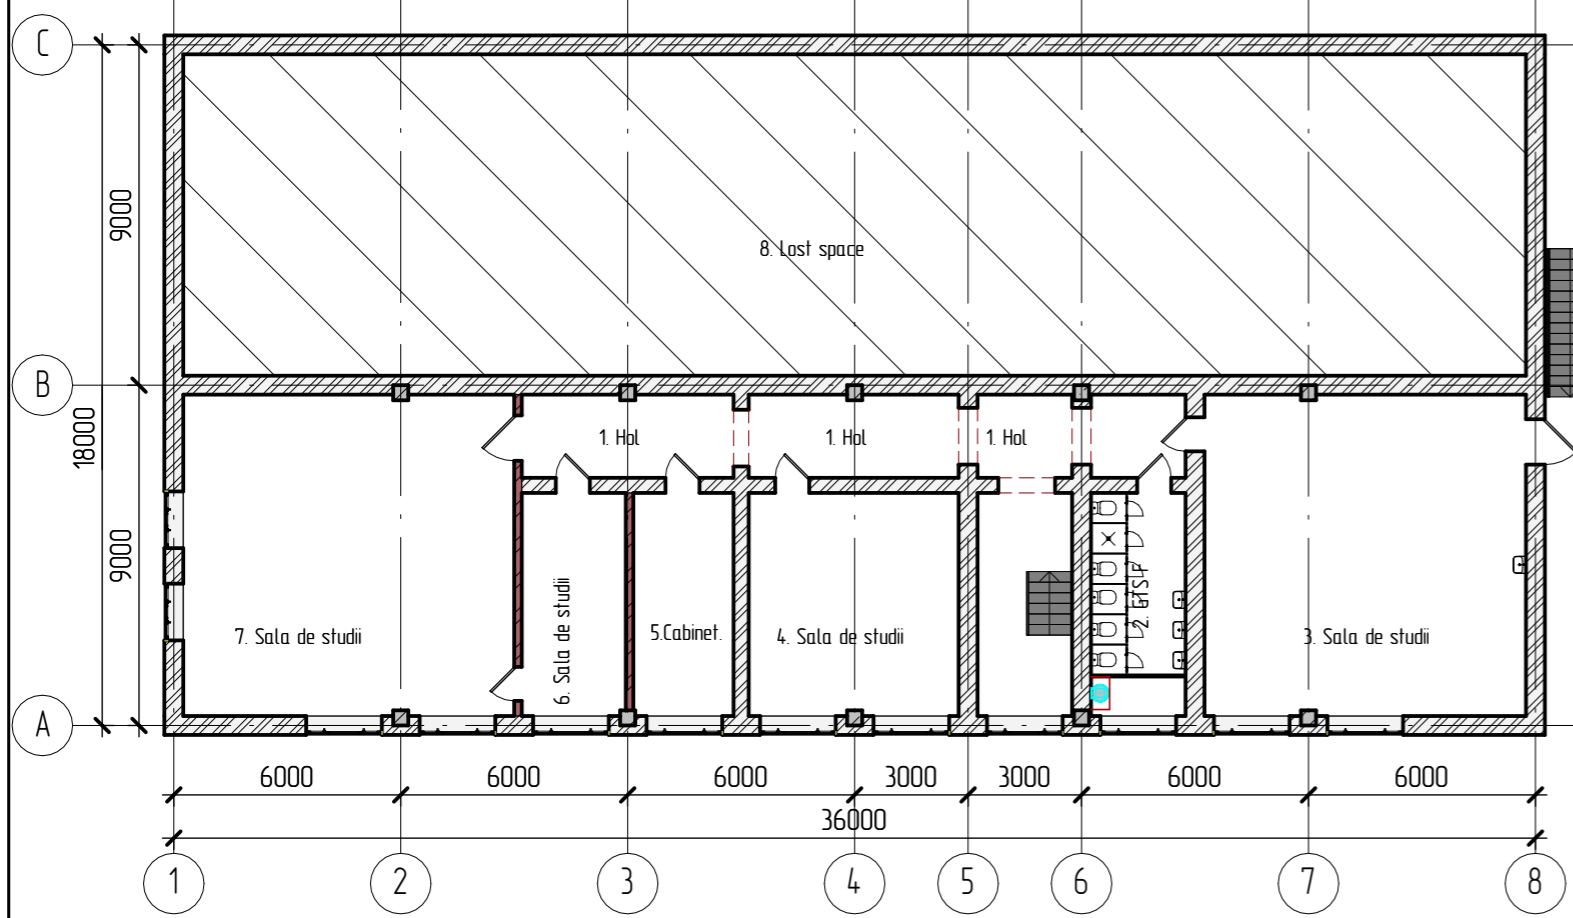 C
9000
8. Lost space
B
18000
1. Hol
1. Hol
1. Hol
9000
7. Sala de studii
6. Sala de studii
5.Cabinet.
4. Sala de studii
2. GTS F
3. Sala de studii
A
6000
6000
6000
3000
3000
6000
6000
36000
1
2
3
4
5
6
7
8